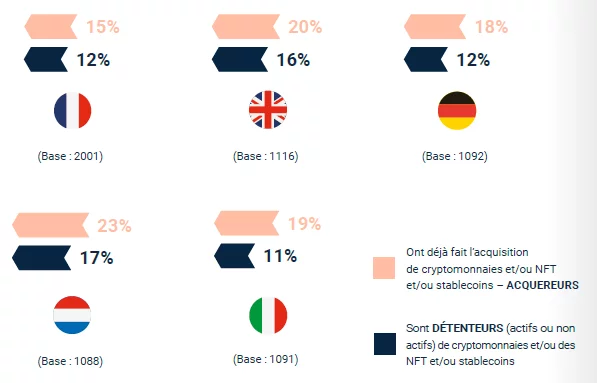 15%
12%
(Base : 2001)
20%
16%
(Base : 1116)
18%
12%
(Base : 1092)
23%
17%
(Base : 1088)
19%
11%
(Base : 1091)
Ont déjà fait l'acquisition
de cryptomonnaies et/ou NFT
et/ou stablecoins – ACQUEREURS
Sont DÉTENTEURS (actifs ou non
actifs) de cryptomonnaies et/ou des
NFT et/ou stablecoins